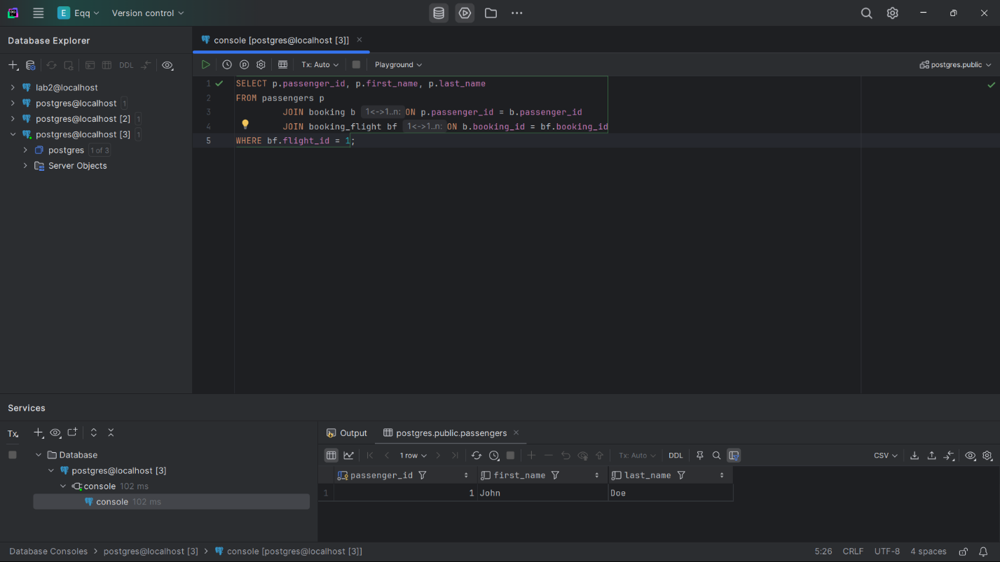 E Eqq Version control
Database Explorer
console [postgres@localhost [3]]
DDL
Tx: Auto Playground postgres.public
lab2@localhost
postgres@localhost 1
postgres@localhost [2] 1
postgres@localhost [3] 1
postgres 1 of 3
Server Objects
1 SELECT p.passenger_id, p.first_name, p.last_name
2 FROM passengers p
3 JOIN booking b 1<->1..n: ON p.passenger_id = b.passenger_id
4 JOIN booking_flight bf 1<->1..n: ON b.booking_id = bf.booking_id
5 WHERE bf.flight_id = 1;
Services
Tx
Database
postgres@localhost [3]
console 102 ms
console 102 ms
Output postgres.public.passengers
1 row Tx: Auto DDL CSV
passenger_id first_name last_name
1 1 John Doe
Database Consoles postgres@localhost [3] console [postgres@localhost [3]] 5:26 CRLF UTF-8 4 spaces